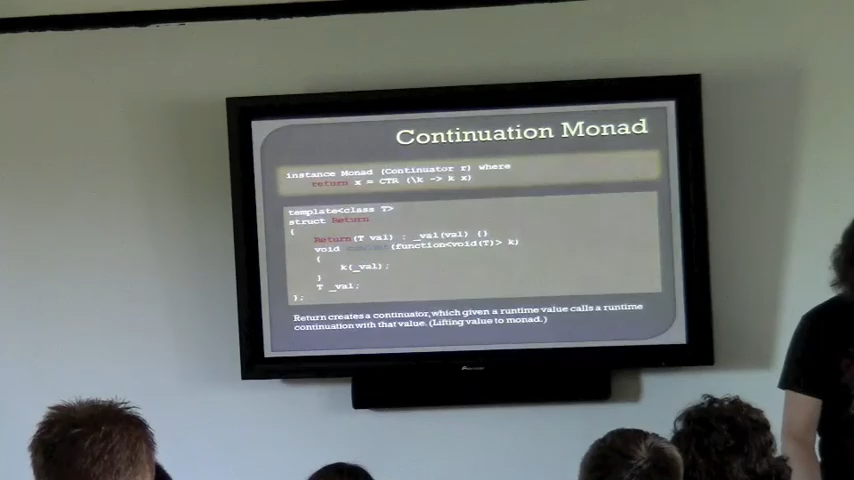 Continuation Monad
instance Monad (Continuator r) where
return x = CTR (\k -> k x)
template<class T>
struct Return
{
Return(T val) : _val(val) {}
void (function<void(T)> k)
{
k(_val);
}
T _val;
};
Return creates a continuator, which given a runtime value calls a runtime
continuation with that value. (Lifting value to monad.)
Pioneer